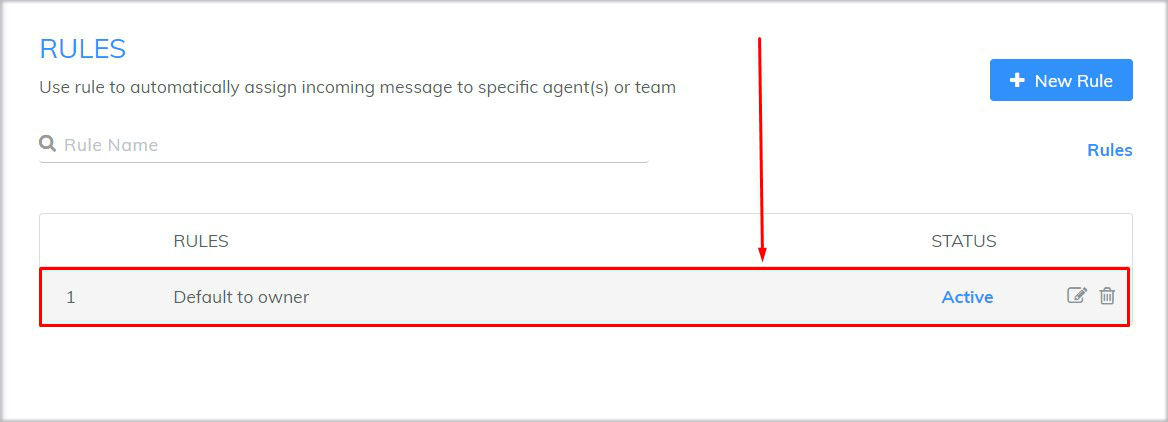 RULES
Use rule to automatically assign incoming message to specific agent(s) or team
New Rule
Rule Name
Rules
RULES STATUS
1 Default to owner Active